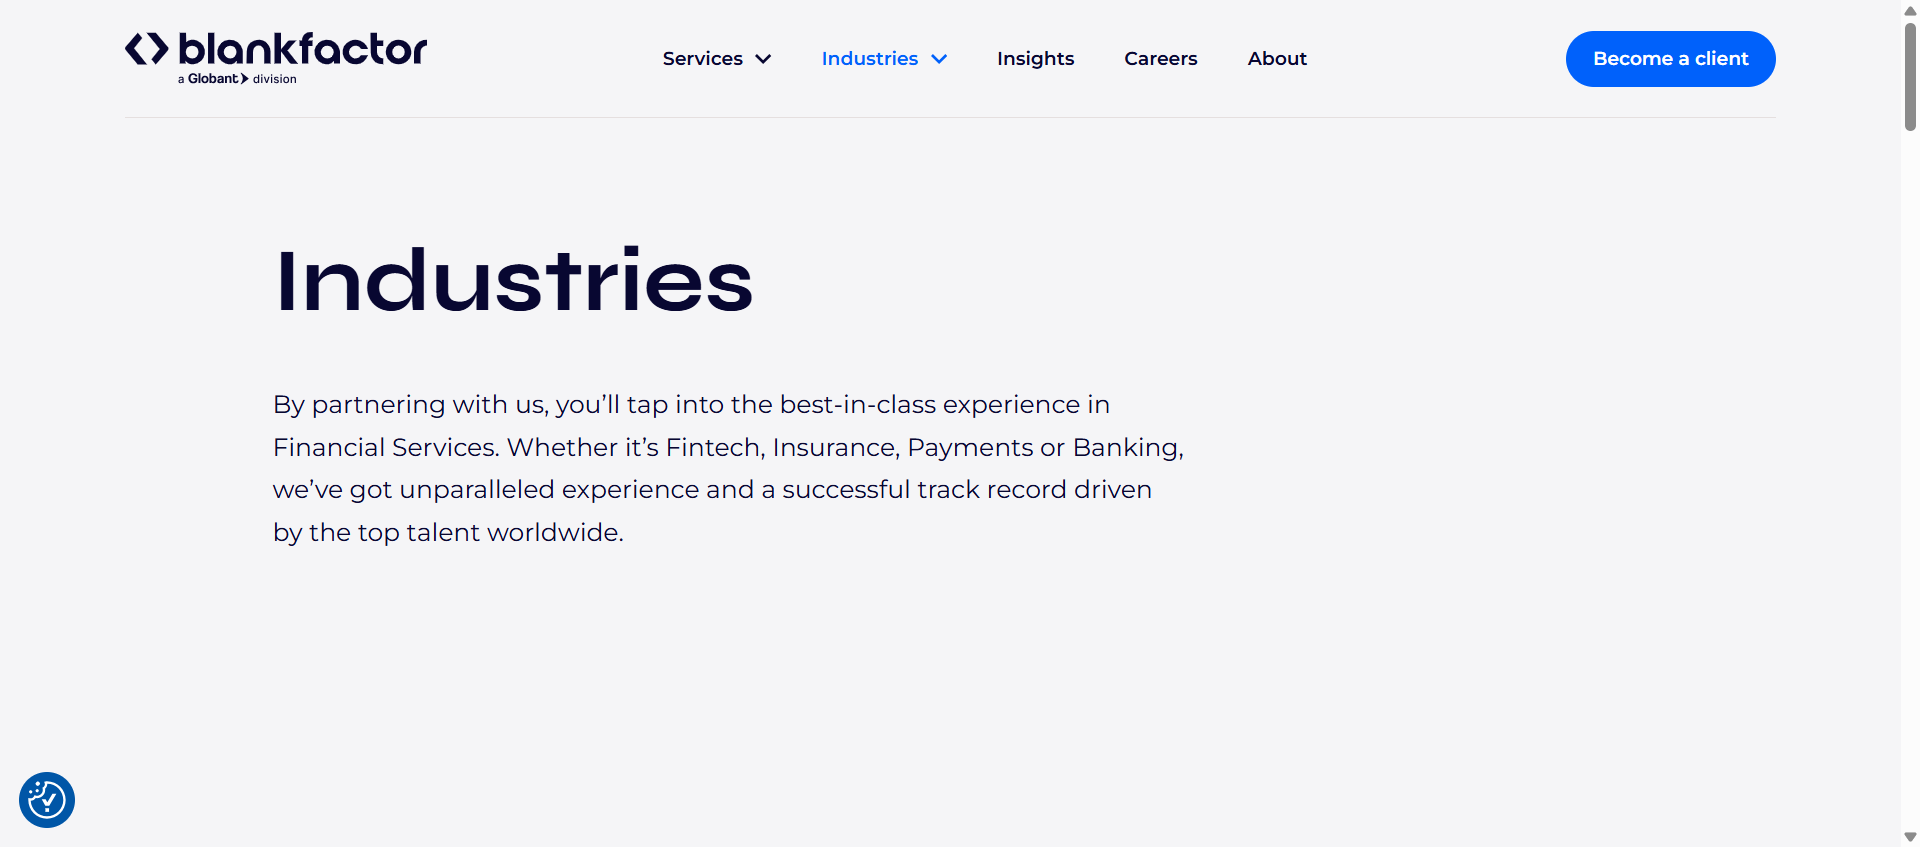 blankfactor
a Globant division
Services
Industries
Insights
Careers
About
Become a client
Industries
By partnering with us, you’ll tap into the best-in-class experience in
Financial Services. Whether it’s Fintech, Insurance, Payments or Banking,
we’ve got unparalleled experience and a successful track record driven
by the top talent worldwide.